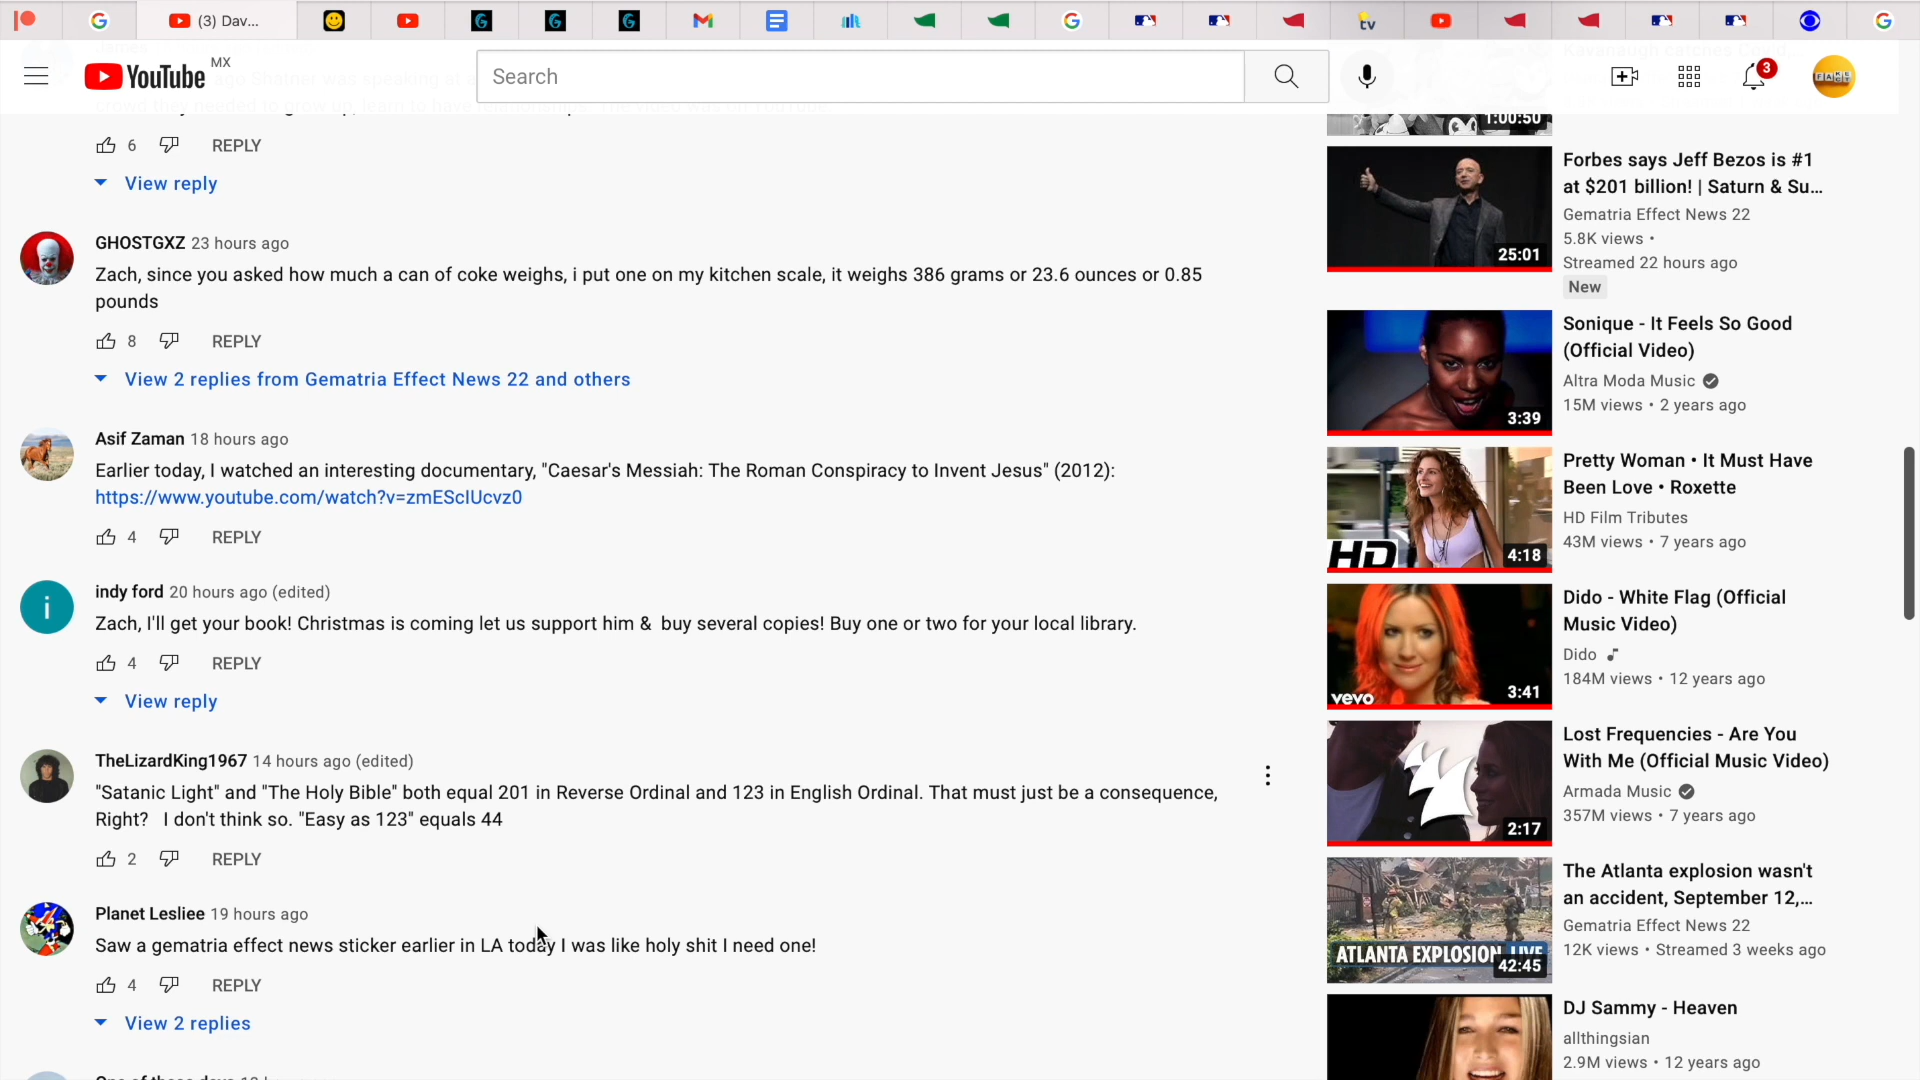 (3) Dav...
tv
YouTube MX
Search
3
FAKE FACT
6 REPLY
View reply
GHOSTGXZ 23 hours ago
Zach, since you asked how much a can of coke weighs, i put one on my kitchen scale, it weighs 386 grams or 23.6 ounces or 0.85
pounds
8 REPLY
View 2 replies from Gematria Effect News 22 and others
Asif Zaman 18 hours ago
Earlier today, I watched an interesting documentary, "Caesar's Messiah: The Roman Conspiracy to Invent Jesus" (2012):
https://www.youtube.com/watch?v=zmEScIUcvz0
4 REPLY
i
indy ford 20 hours ago (edited)
Zach, I'll get your book! Christmas is coming let us support him & buy several copies! Buy one or two for your local library.
4 REPLY
View reply
TheLizardKing1967 14 hours ago (edited)
"Satanic Light" and "The Holy Bible" both equal 201 in Reverse Ordinal and 123 in English Ordinal. That must just be a consequence,
Right? I don't think so. "Easy as 123" equals 44
2 REPLY
Planet Lesliee 19 hours ago
Saw a gematria effect news sticker earlier in LA today I was like holy shit I need one!
4 REPLY
View 2 replies
1:00:50
25:01
Forbes says Jeff Bezos is #1
at $201 billion! | Saturn & Su...
Gematria Effect News 22
5.8K views •
Streamed 22 hours ago
New
3:39
Sonique - It Feels So Good
(Official Video)
Altra Moda Music
15M views • 2 years ago
HD
4:18
Pretty Woman • It Must Have
Been Love • Roxette
HD Film Tributes
43M views • 7 years ago
vevo
3:41
Dido - White Flag (Official
Music Video)
Dido
184M views • 12 years ago
2:17
Lost Frequencies - Are You
With Me (Official Music Video)
Armada Music
357M views • 7 years ago
ATLANTA EXPLOSION LIVE
42:45
The Atlanta explosion wasn't
an accident, September 12,...
Gematria Effect News 22
12K views • Streamed 3 weeks ago
DJ Sammy - Heaven
allthingsian
2.9M views • 12 years ago